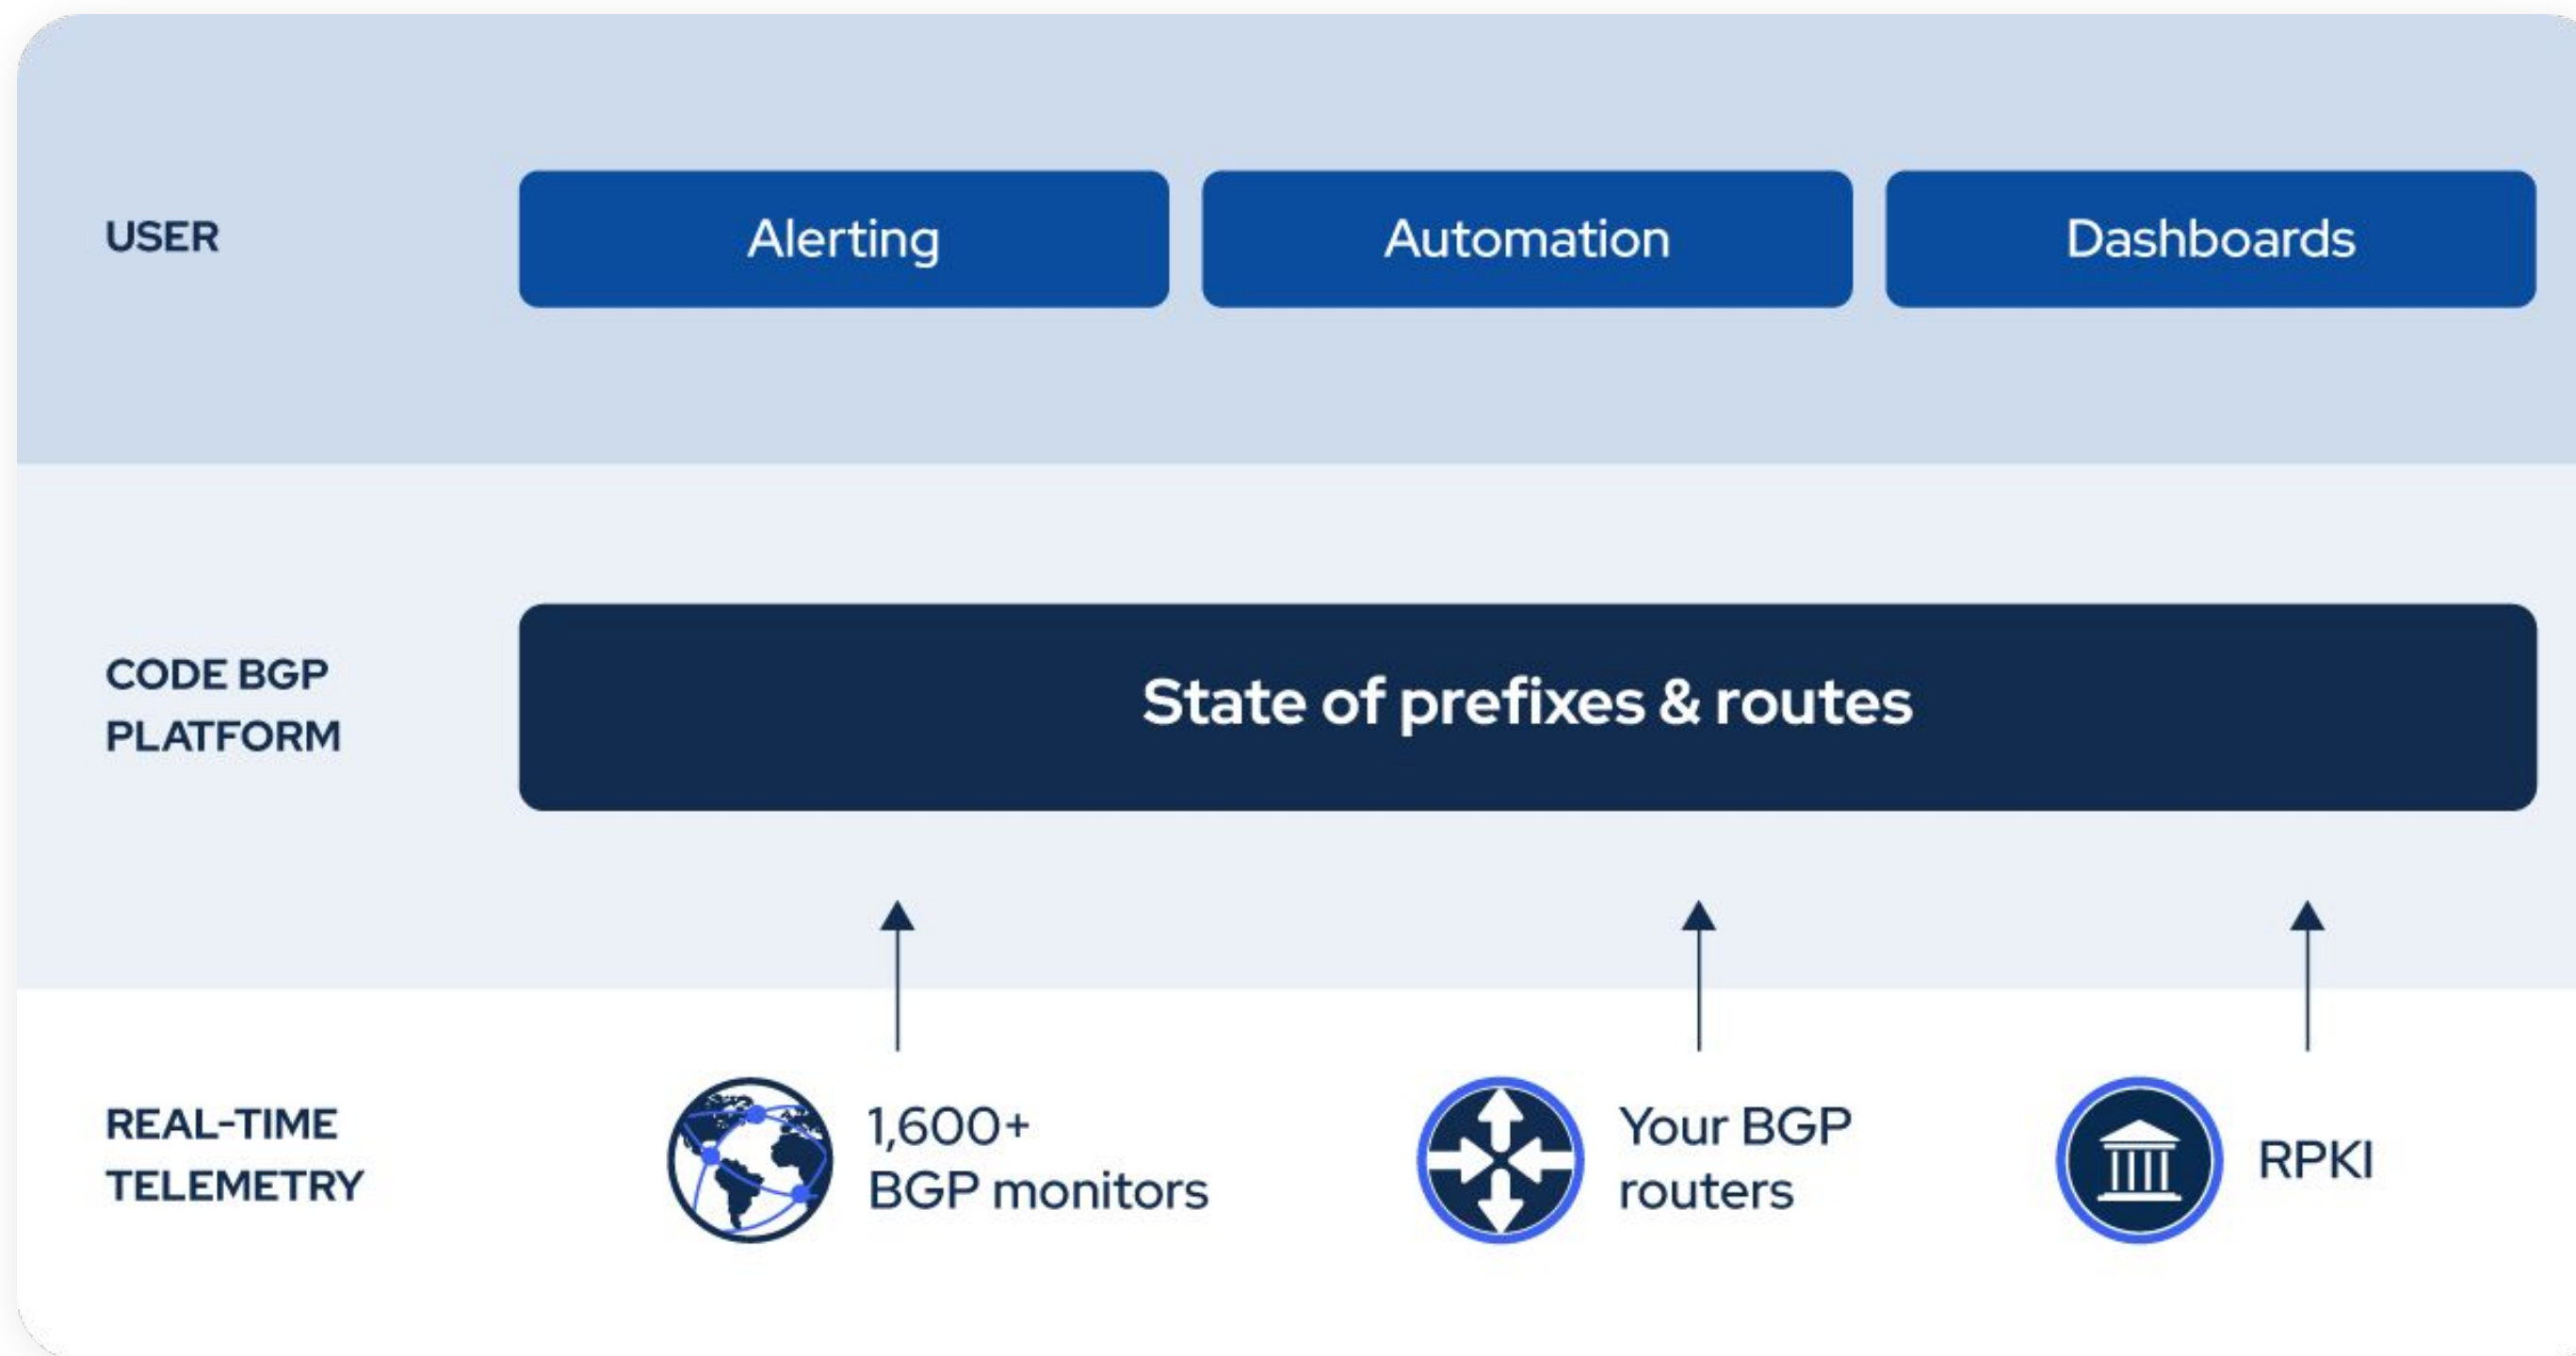 USER
Alerting
Automation
Dashboards
CODE BGP
PLATFORM
State of prefixes & routes
REAL-TIME
TELEMETRY
1,600+
BGP monitors
Your BGP
routers
RPKI